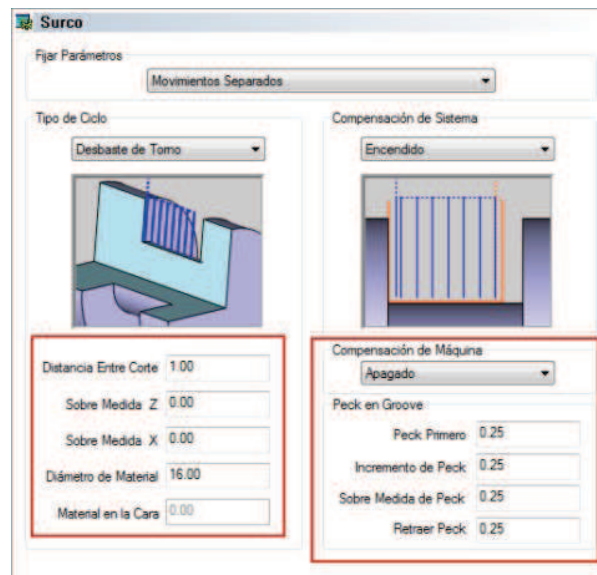 Surco
Fijar Parámetros
Movimientos Separados
Tipo de Ciclo
Desbaste de Torno
Compensación de Sistema
Encendido
Distancia Entre Corte 1.00
Sobre Medida Z 0.00
Sobre Medida X 0.00
Diámetro de Material 16.00
Material en la Cara 0.00
Compensación de Máquina
Apagado
Peck en Groove
Peck Primero 0.25
Incremento de Peck 0.25
Sobre Medida de Peck 0.25
Retraer Peck 0.25